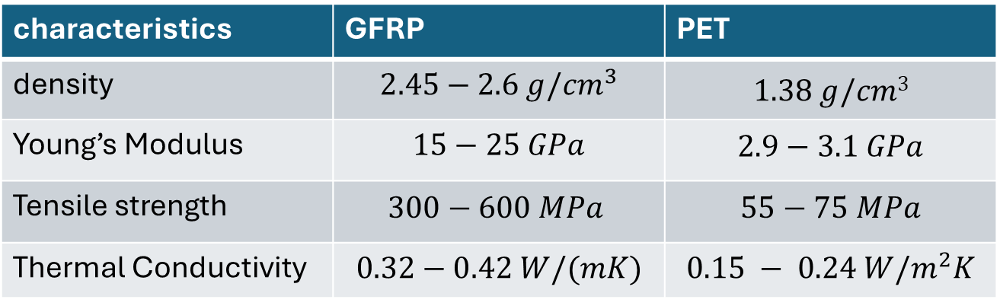 characteristics GFRP PET
density 2.45 – 2.6 g/cm³ 1.38 g/cm³
Young’s Modulus 15 – 25 GPa 2.9 – 3.1 GPa
Tensile strength 300 – 600 MPa 55 – 75 MPa
Thermal Conductivity 0.32 – 0.42 W/(mK) 0.15 – 0.24 W/m²K